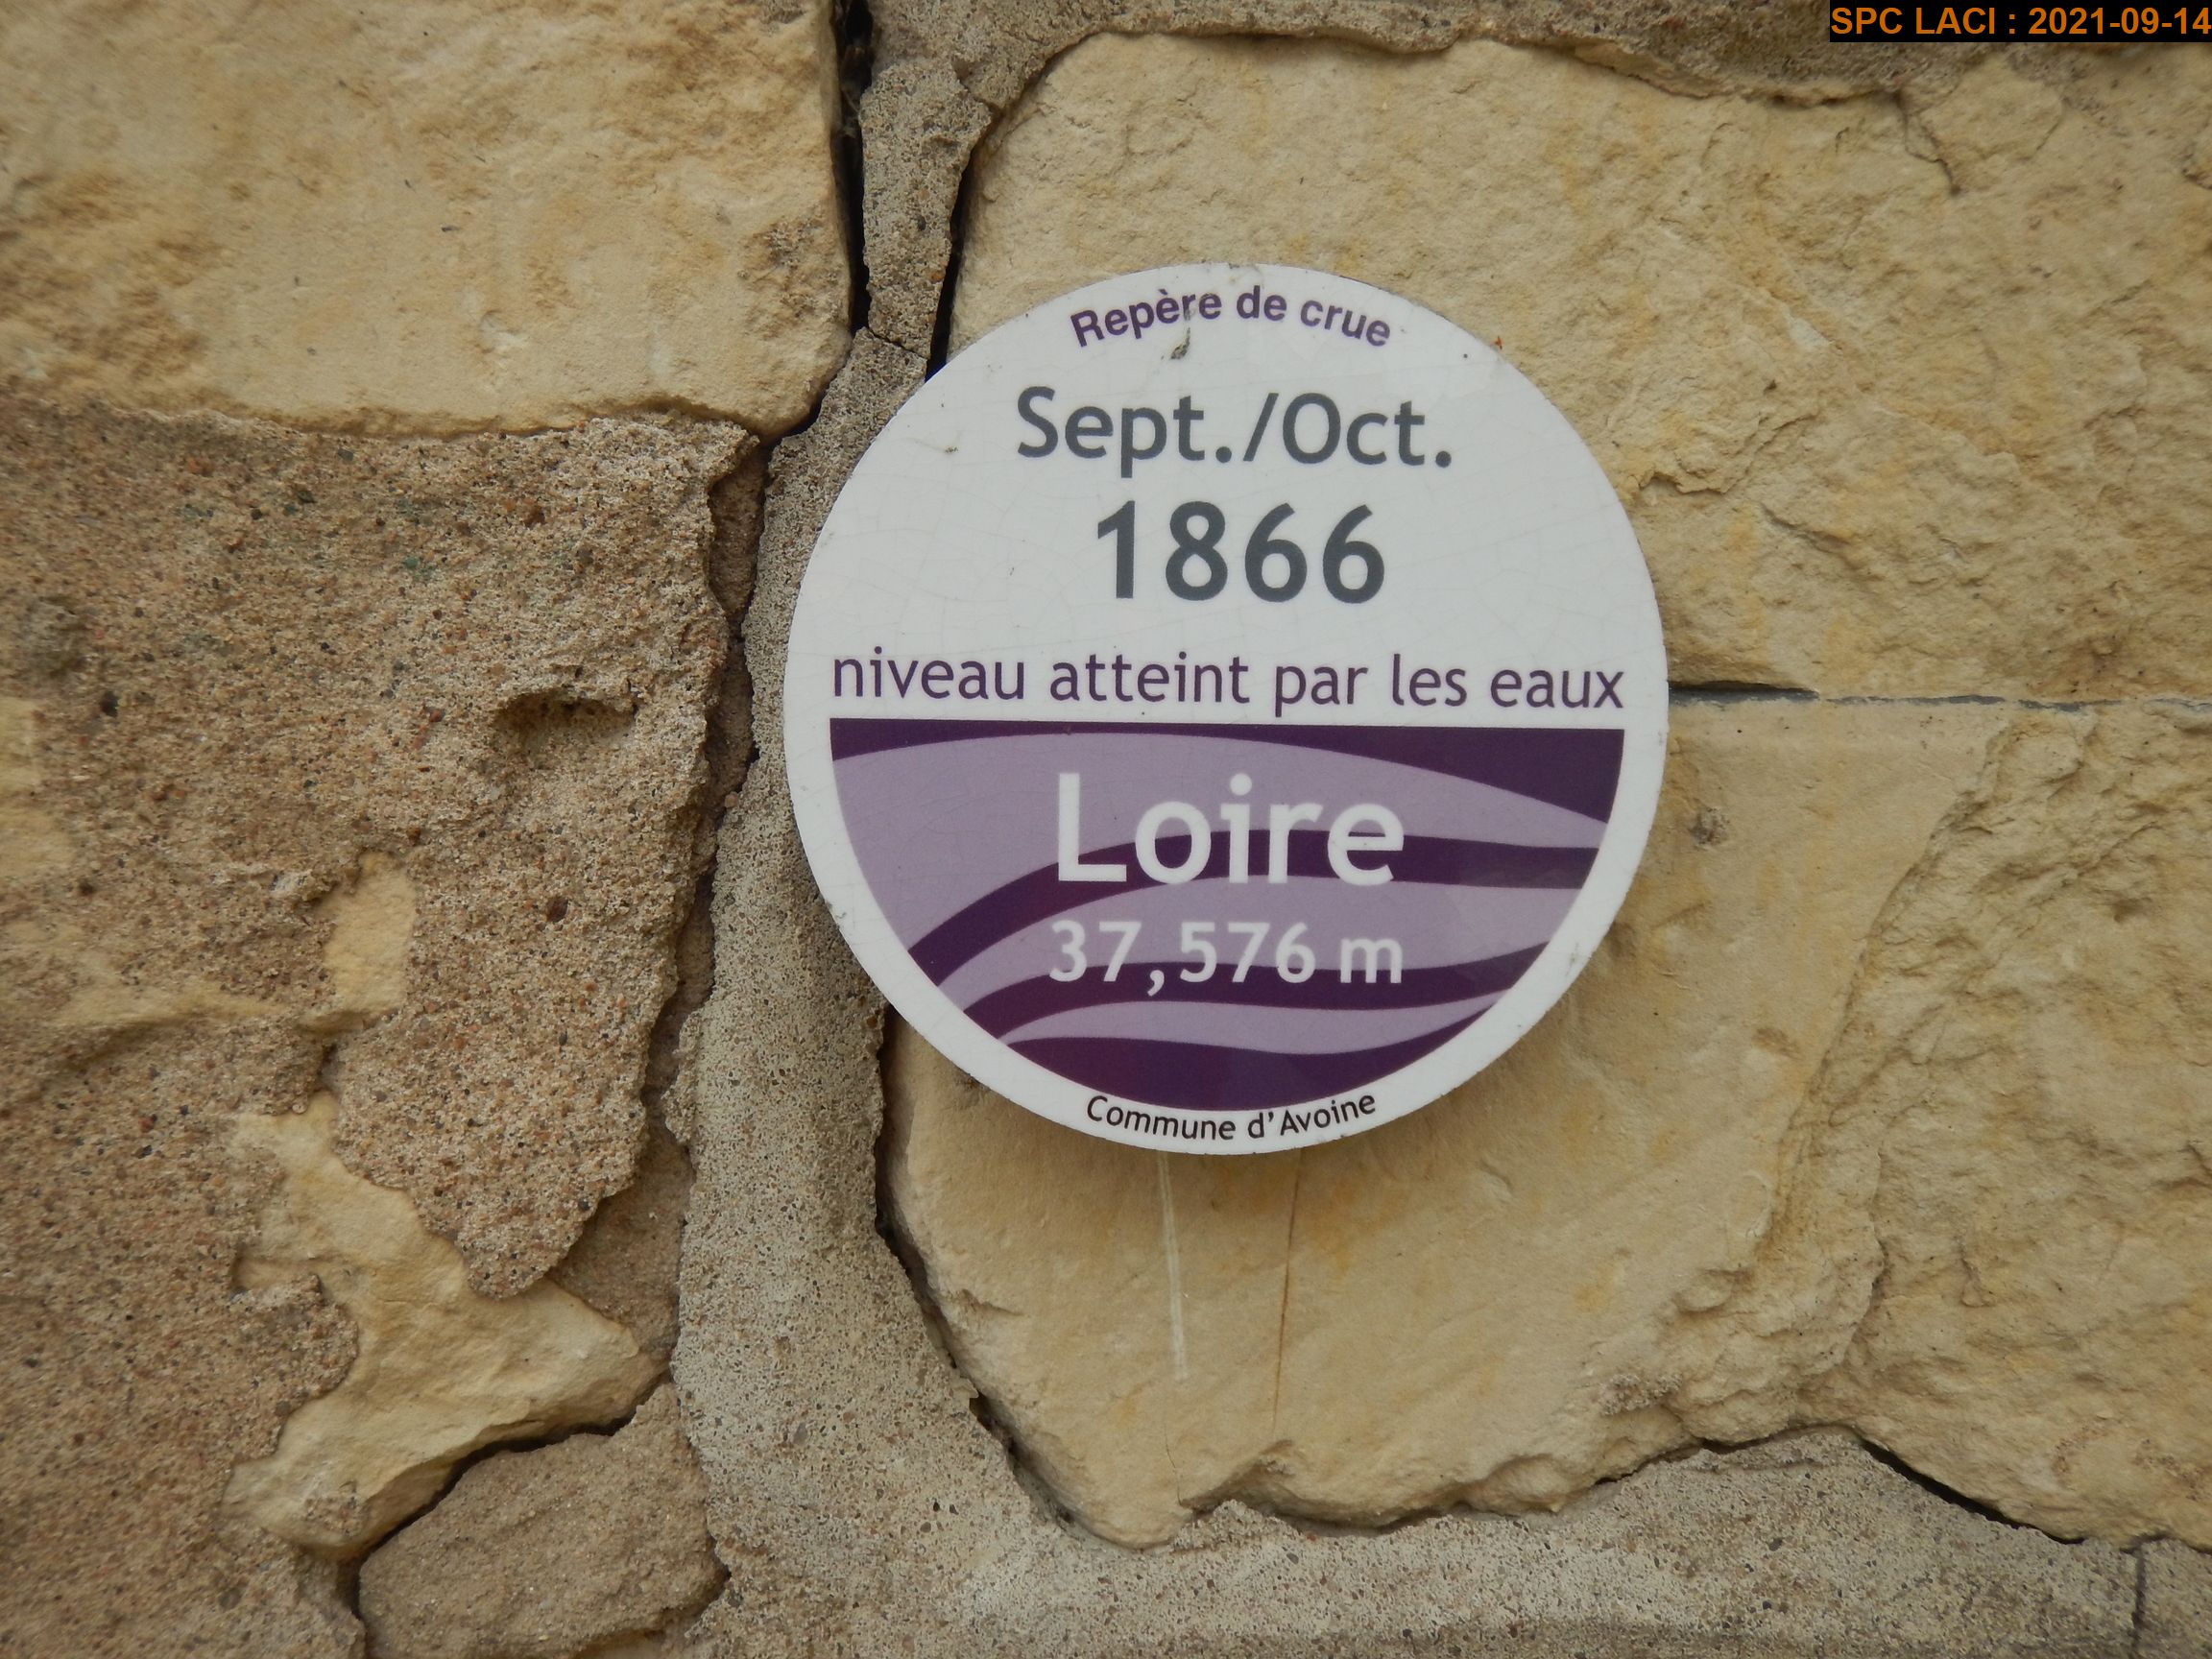 SPC LACI : 2021-09-14
Repère de crue
Sept./Oct.
1866
niveau atteint par les eaux
Loire
37,576 m
Commune d'Avoine